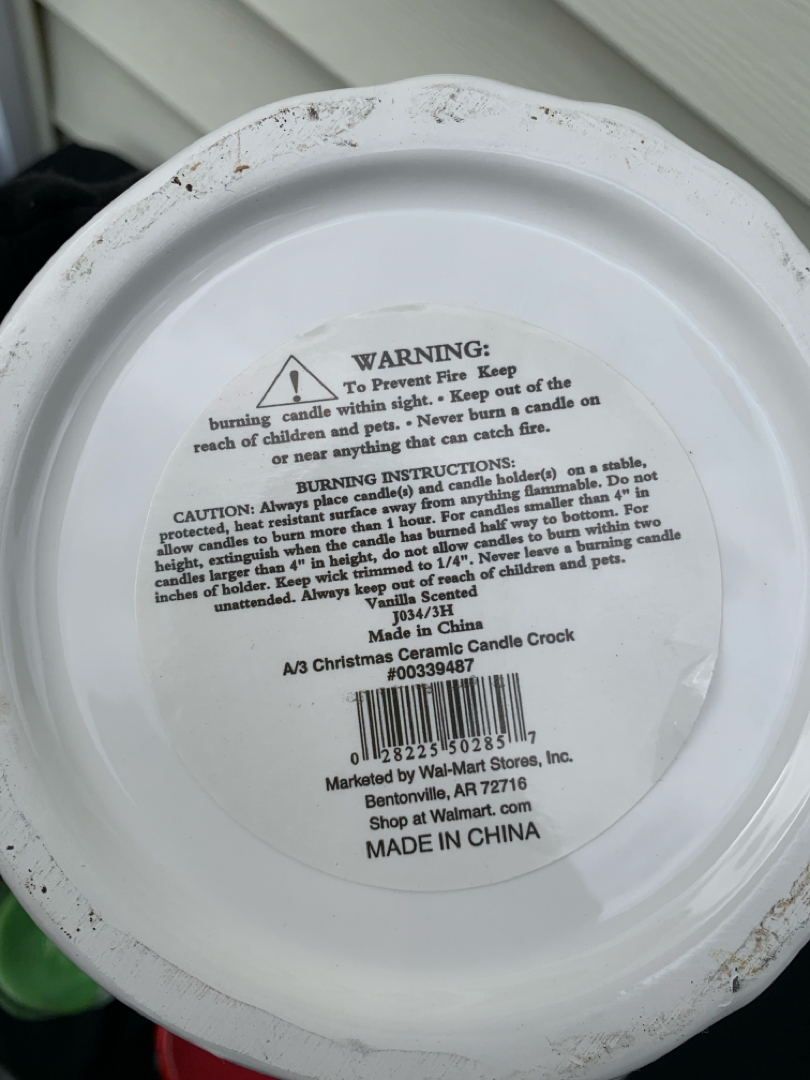 WARNING:
To Prevent Fire Keep
burning candle within sight. • Keep out of the
reach of children and pets. • Never burn a candle on
or near anything that can catch fire.
BURNING INSTRUCTIONS:
CAUTION: Always place candle(s) and candle holder(s) on a stable,
protected, heat resistant surface away from anything flammable. Do not
allow candles to burn more than 1 hour. For candles smaller than 4" in
height, extinguish when the candle has burned half way to bottom. For
candles larger than 4" in height, do not allow candles to burn within two
inches of holder. Keep wick trimmed to 1/4". Never leave a burning candle
unattended. Always keep out of reach of children and pets.
Vanilla Scented
J034/3H
Made in China
A/3 Christmas Ceramic Candle Crock
#00339487
0 28225 50285 7
Marketed by Wal-Mart Stores, Inc.
Bentonville, AR 72716
Shop at Walmart. com
MADE IN CHINA